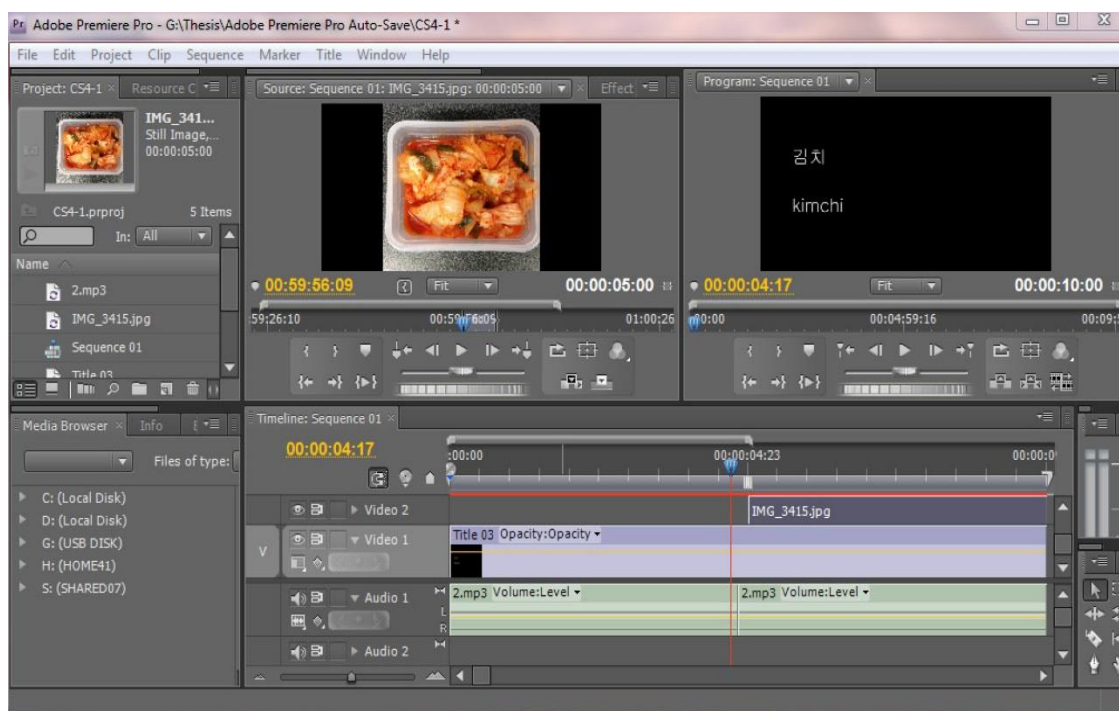 Adobe Premiere Pro - G:\Thesis\Adobe Premiere Pro Auto-Save\CS4-1 *
File Edit Project Clip Sequence Marker Title Window Help
Project: CS4-1 × Resource C
Source: Sequence 01: IMG_3415.jpg: 00:00:05:00 Effect
Program: Sequence 01
IMG_341...
Still Image,...
00:00:05:00
CS4-1.prproj 5 Items
In: All
Name
2.mp3
IMG_3415.jpg
Sequence 01
Title 03
00:59:56:09 Fit 00:00:05:00
59:26:10 01:00:26
김치
kimchi
00:00:04:17 Fit 00:00:10:00
00:00 00:04:59:16 00:09:
Media Browser × Info
Files of type:
C: (Local Disk)
D: (Local Disk)
G: (USB DISK)
H: (HOME41)
S: (SHARED07)
Timeline: Sequence 01 ×
00:00:04:17
:00:00 00:00:04:23 00:00:0
Video 2 IMG_3415.jpg
V Video 1 Title 03 Opacity:Opacity
Audio 1 2.mp3 Volume:Level 2.mp3 Volume:Level
L
R
Audio 2